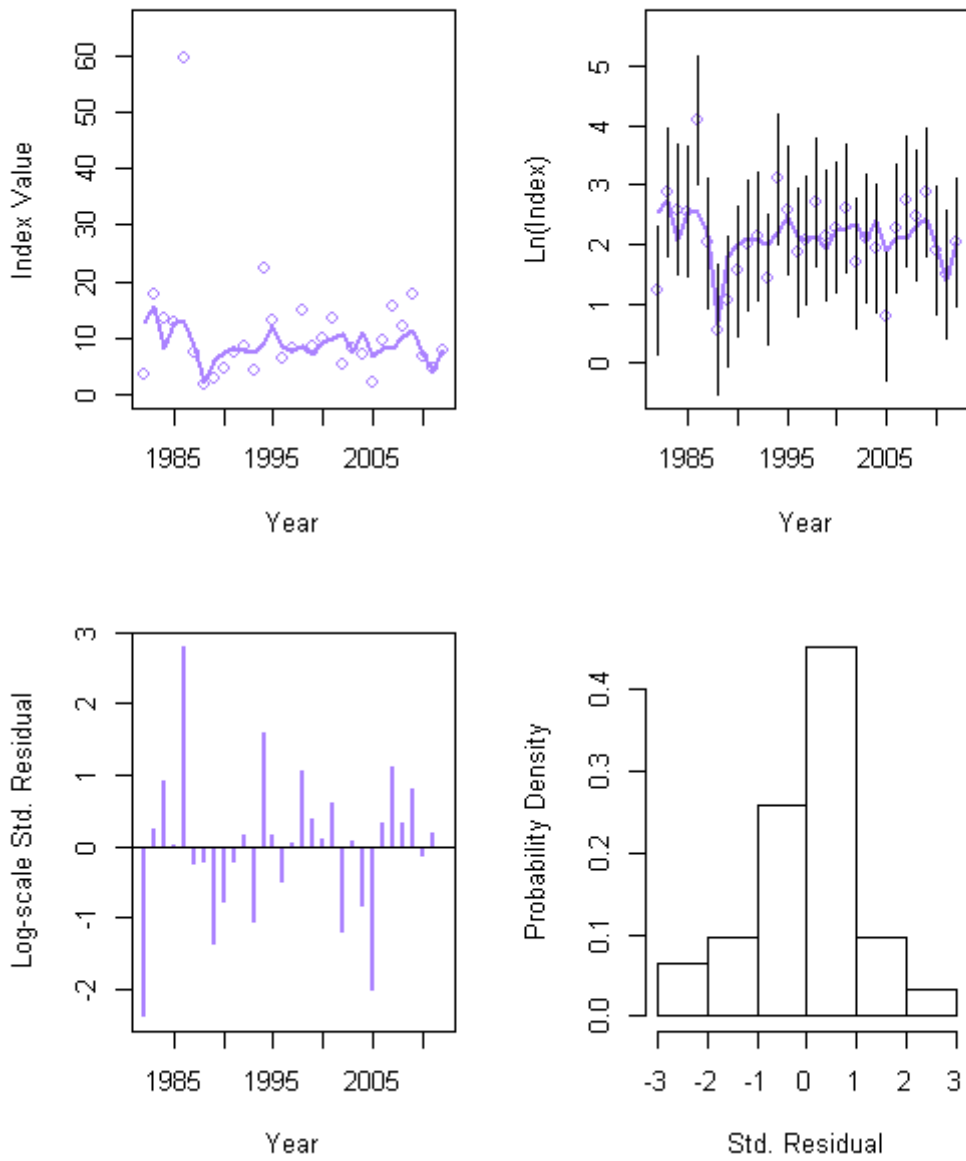 Index Value
0 10 20 30 40 50 60
1985 1995 2005
Year
Ln(Index)
0 1 2 3 4 5
1985 1995 2005
Year
Log-scale Std. Residual
-2 -1 0 1 2 3
1985 1995 2005
Year
Probability Density
0.0 0.1 0.2 0.3 0.4
-3 -2 -1 0 1 2 3
Std. Residual